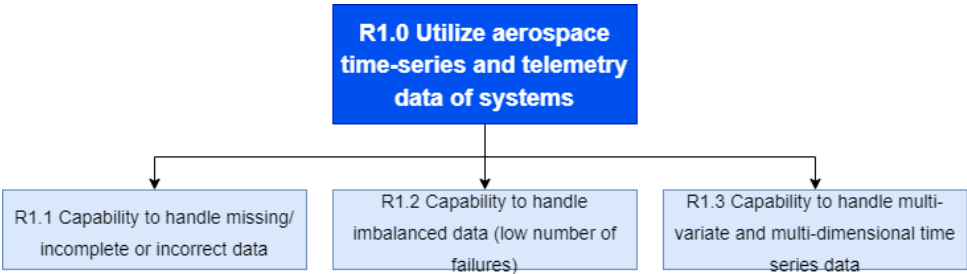 R1.0 Utilize aerospace
time-series and telemetry
data of systems
R1.1 Capability to handle missing/
incomplete or incorrect data
R1.2 Capability to handle
imbalanced data (low number of
failures)
R1.3 Capability to handle multi-
variate and multi-dimensional time
series data